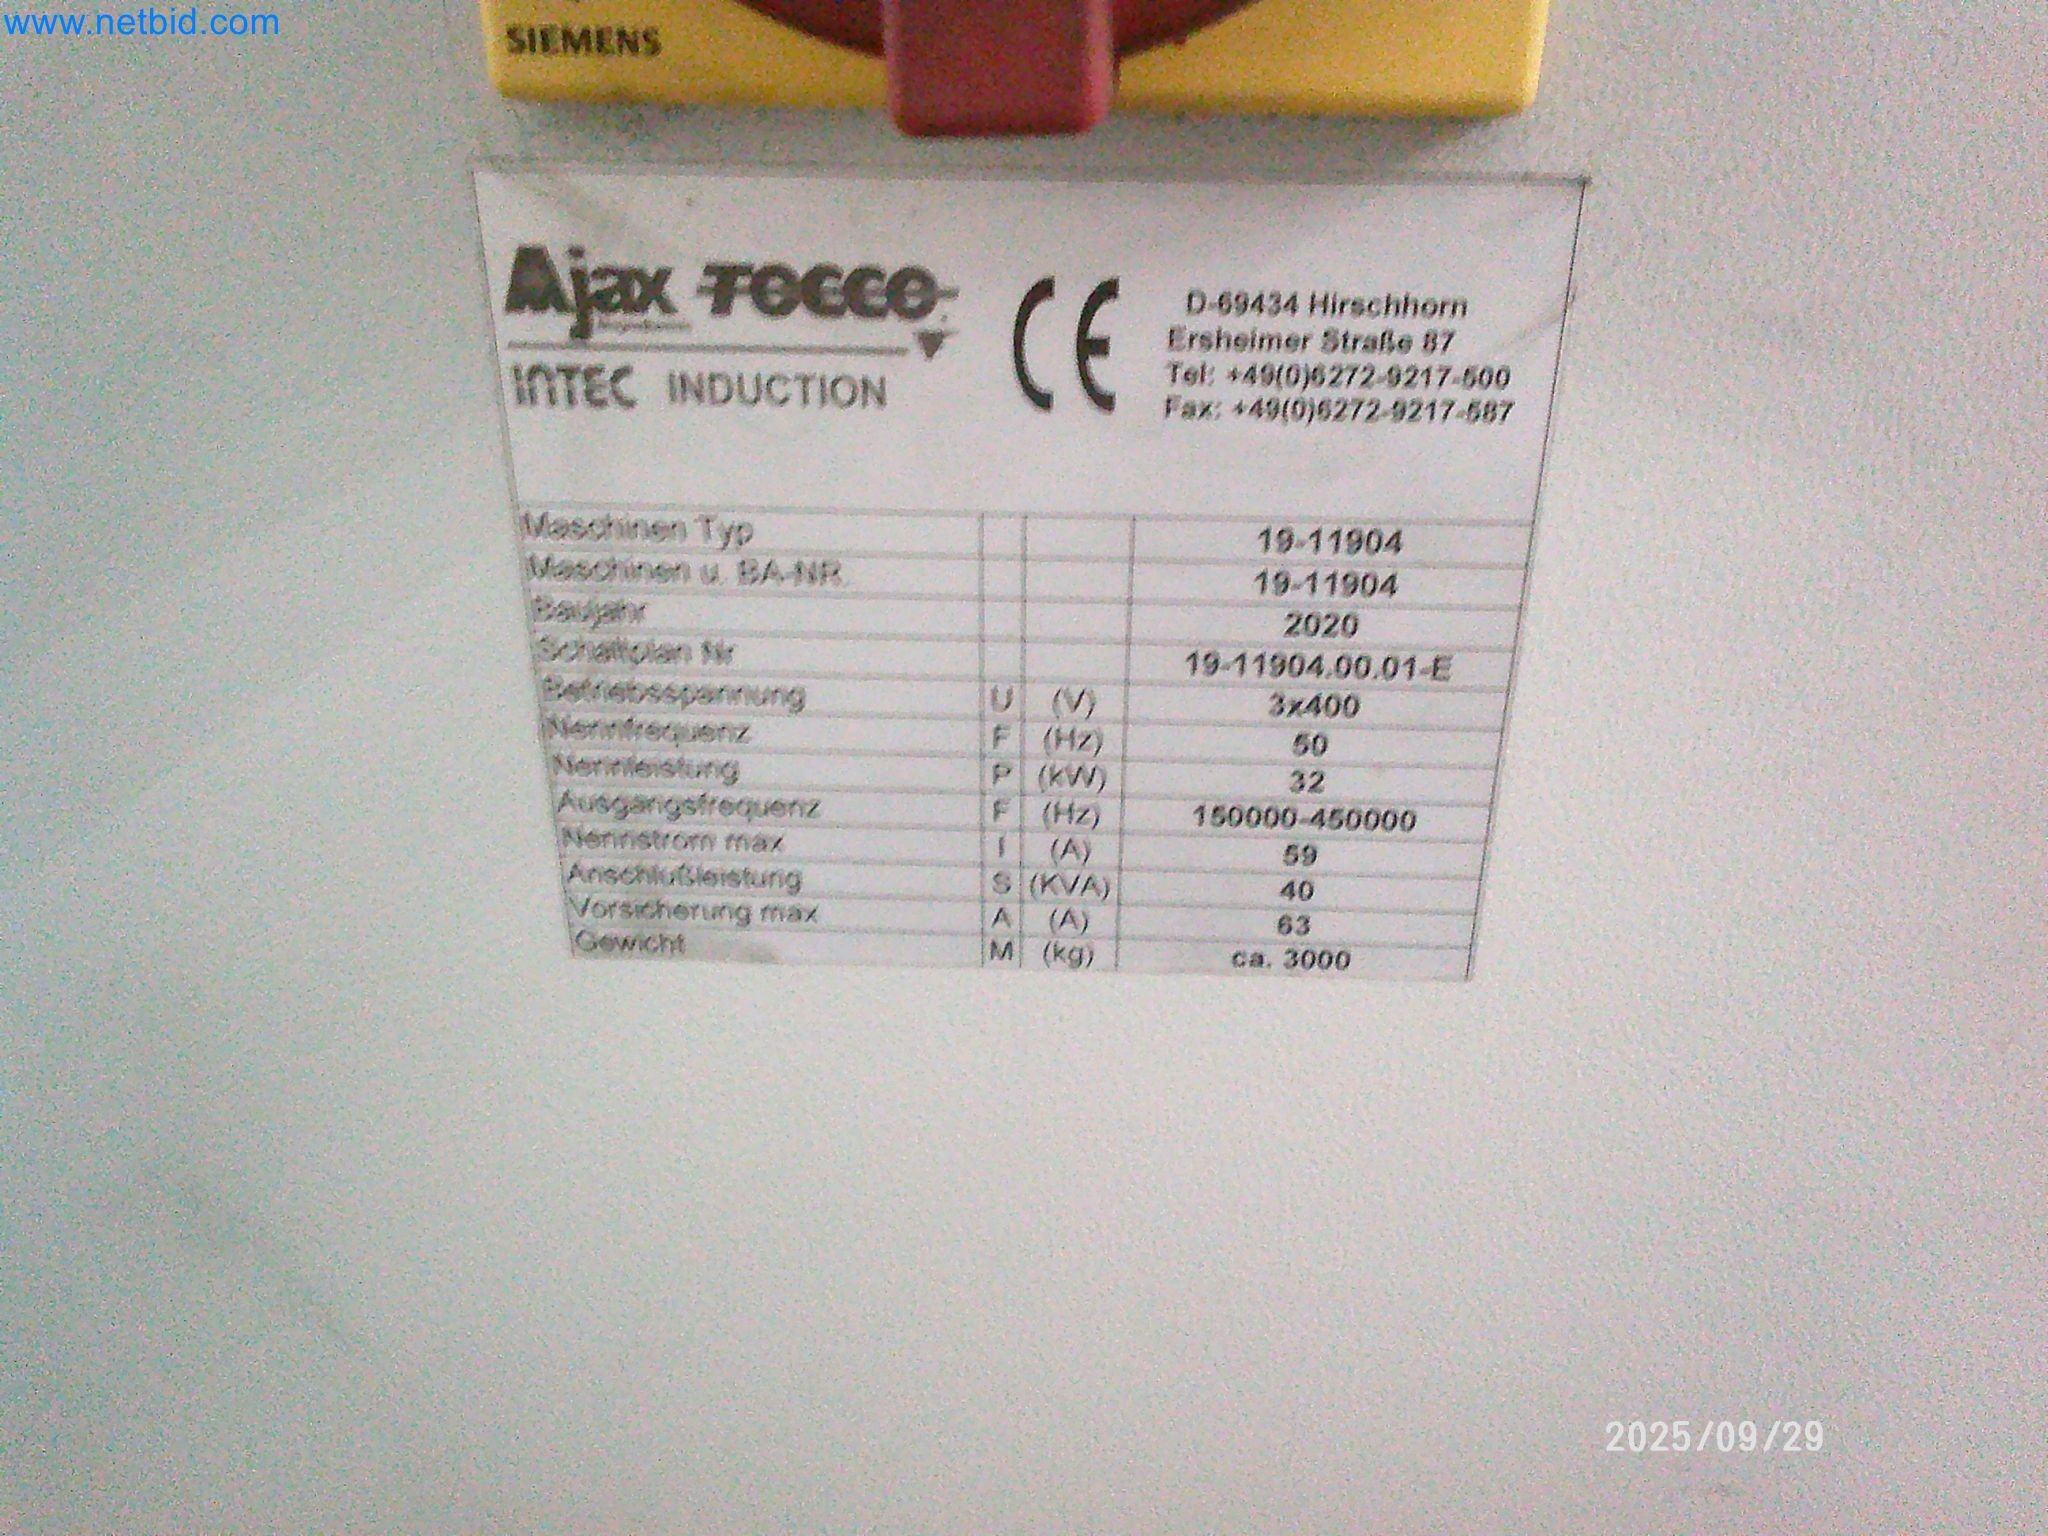 www.netbid.com
SIEMENS
Ajax TOCCO
INTEC INDUCTION
CE
D-69434 Hirschhorn
Ersheimer Straße 87
Tel: +49(0)6272-9217-500
Fax: +49(0)6272-9217-587
Maschinen Typ 19-11904
Maschinen u. BA-NR. 19-11904
Baujahr 2020
Schaltplan Nr 19-11904.00.01-E
Betriebsspannung U (V) 3x400
Nennfrequenz F (Hz) 50
Nennleistung P (kW) 32
Ausgangsfrequenz F (Hz) 150000-450000
Nennstrom max I (A) 59
Anschlußleistung S (KVA) 40
Vorsicherung max A (A) 63
Gewicht M (kg) ca. 3000
2025/09/29